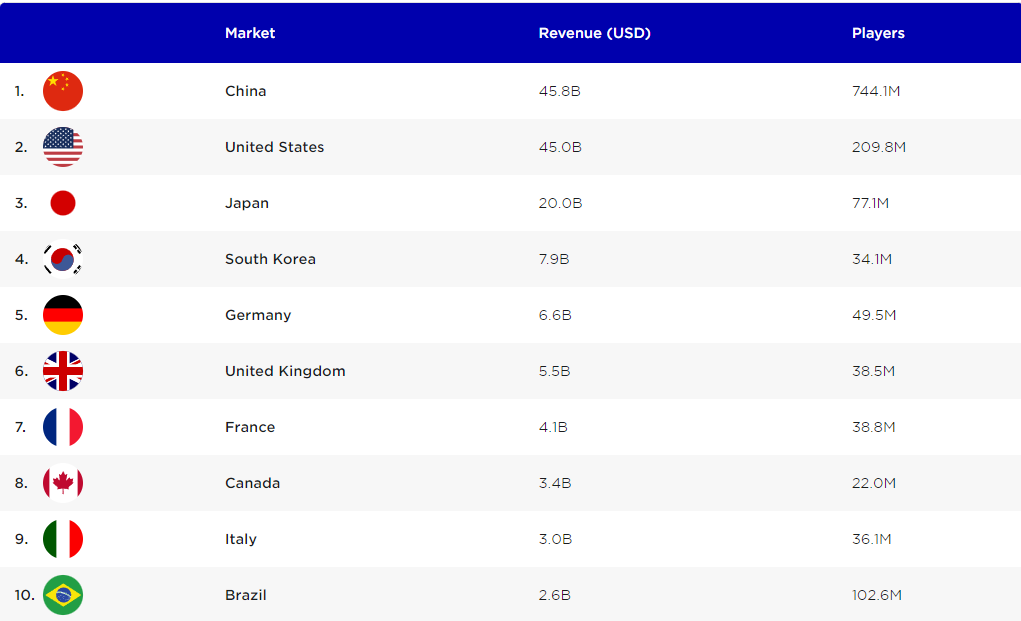 Market Revenue (USD) Players
1. China 45.8B 744.1M
2. United States 45.0B 209.8M
3. Japan 20.0B 77.1M
4. South Korea 7.9B 34.1M
5. Germany 6.6B 49.5M
6. United Kingdom 5.5B 38.5M
7. France 4.1B 38.8M
8. Canada 3.4B 22.0M
9. Italy 3.0B 36.1M
10. Brazil 2.6B 102.6M